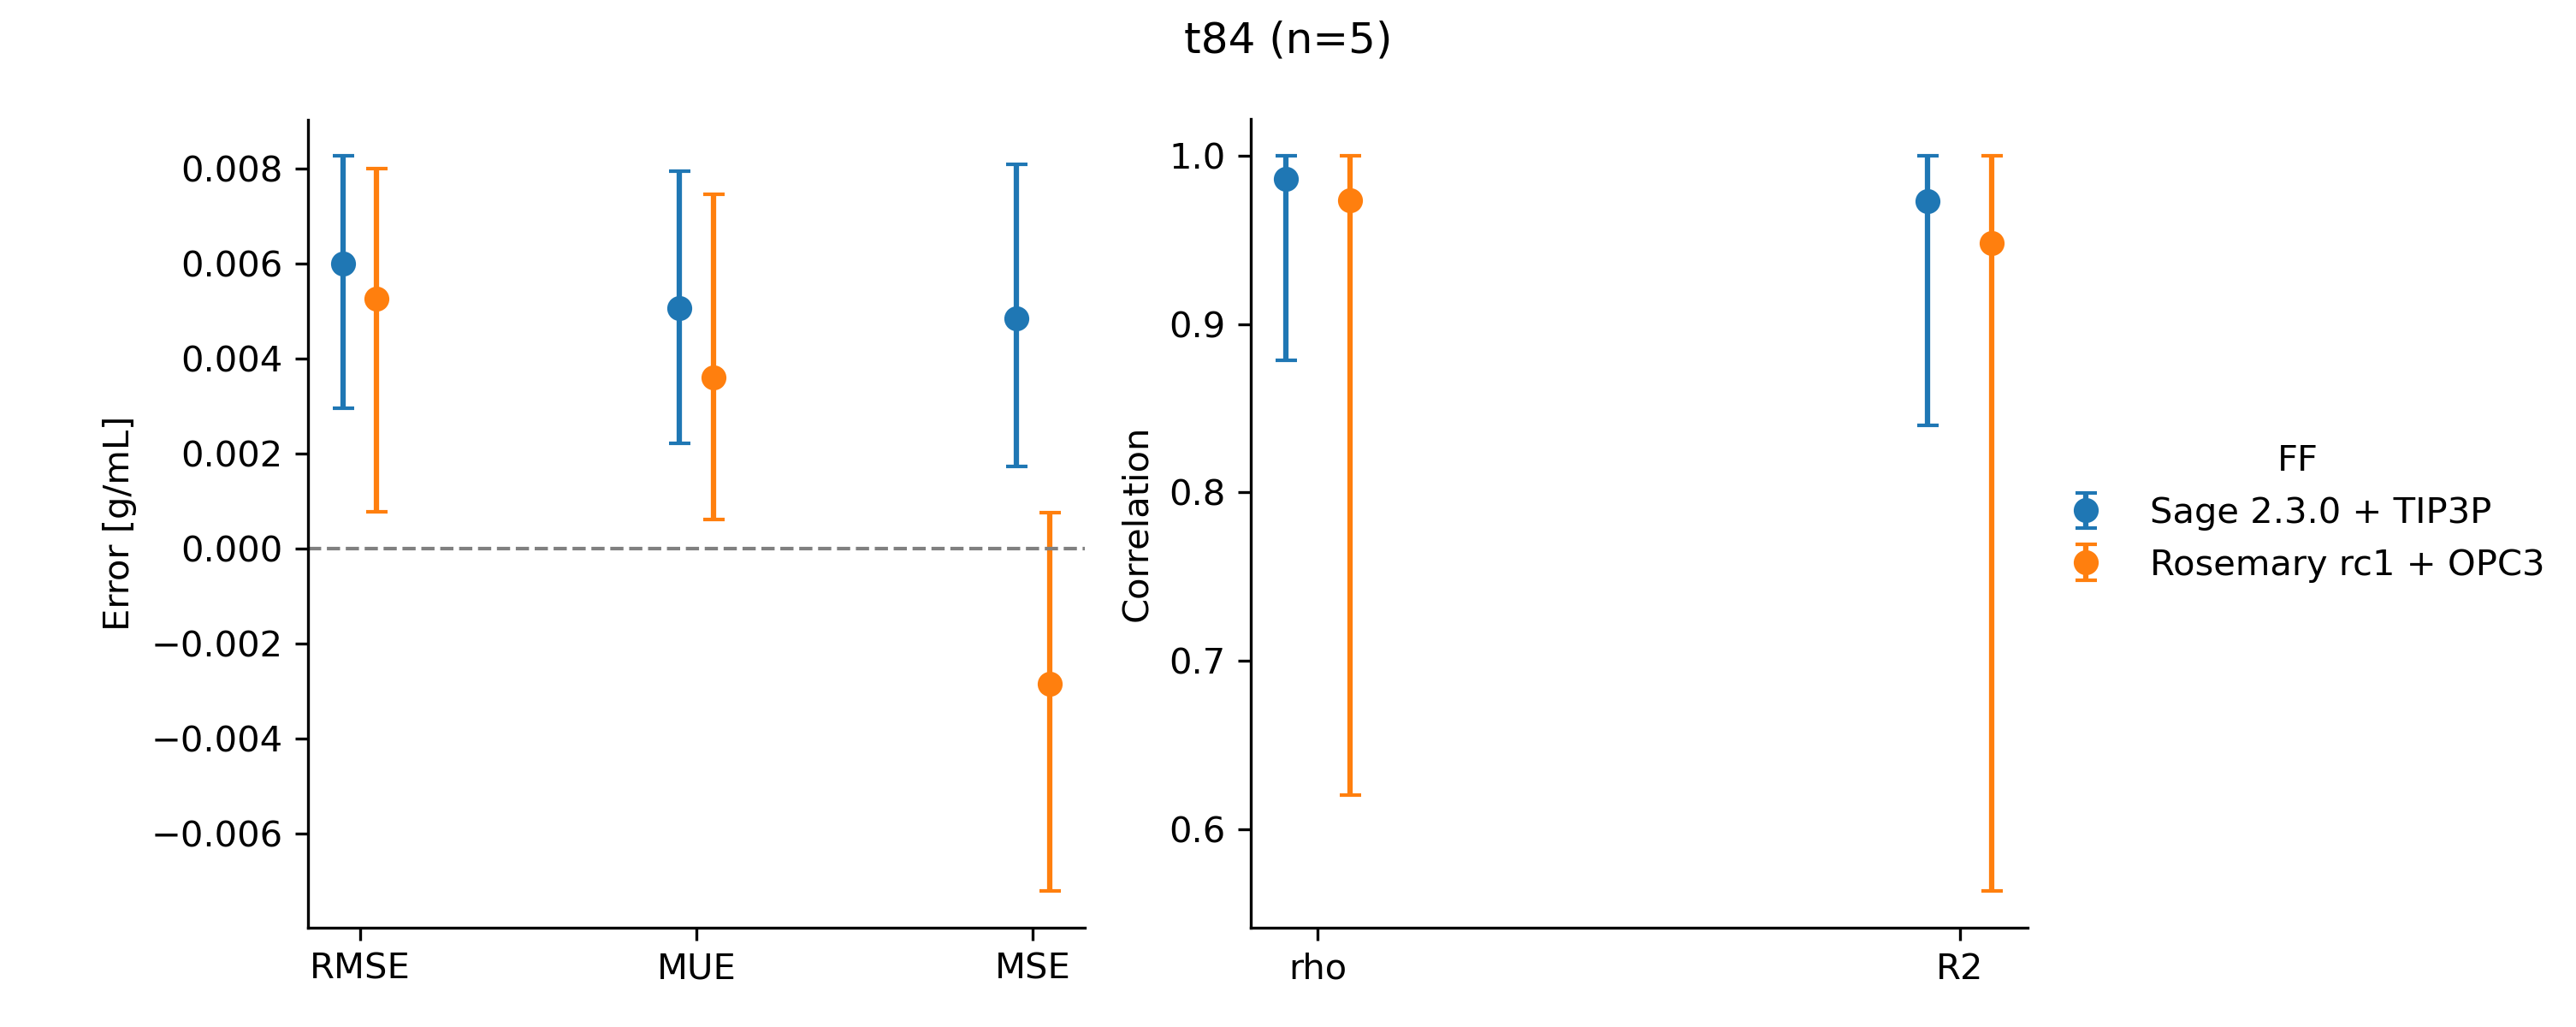 t84 (n=5)
Error [g/mL]
0.008
0.006
0.004
0.002
0.000
−0.002
−0.004
−0.006
RMSE
MUE
MSE
Correlation
1.0
0.9
0.8
0.7
0.6
rho
R2
FF
Sage 2.3.0 + TIP3P
Rosemary rc1 + OPC3